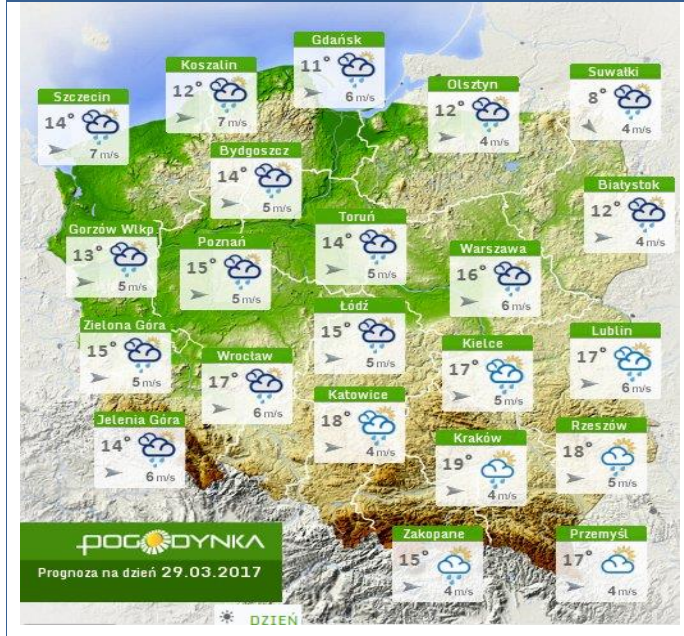 Gdańsk
11°
6 m/s
Koszalin
12°
7 m/s
Szczecin
14°
7 m/s
Olsztyn
12°
4 m/s
Suwałki
8°
4 m/s
Bydgoszcz
14°
5 m/s
Białystok
12°
4 m/s
Gorzów Wlkp
13°
5 m/s
Poznań
15°
5 m/s
Toruń
14°
5 m/s
Warszawa
16°
6 m/s
Zielona Góra
15°
5 m/s
Łódź
15°
5 m/s
Wrocław
17°
6 m/s
Kielce
17°
5 m/s
Lublin
17°
6 m/s
Katowice
18°
4 m/s
Jelenia Góra
14°
6 m/s
Kraków
19°
4 m/s
Rzeszów
18°
5 m/s
Zakopane
15°
4 m/s
Przemyśl
17°
4 m/s
POGODYNKA
Prognoza na dzień 29.03.2017
DZIEŃ